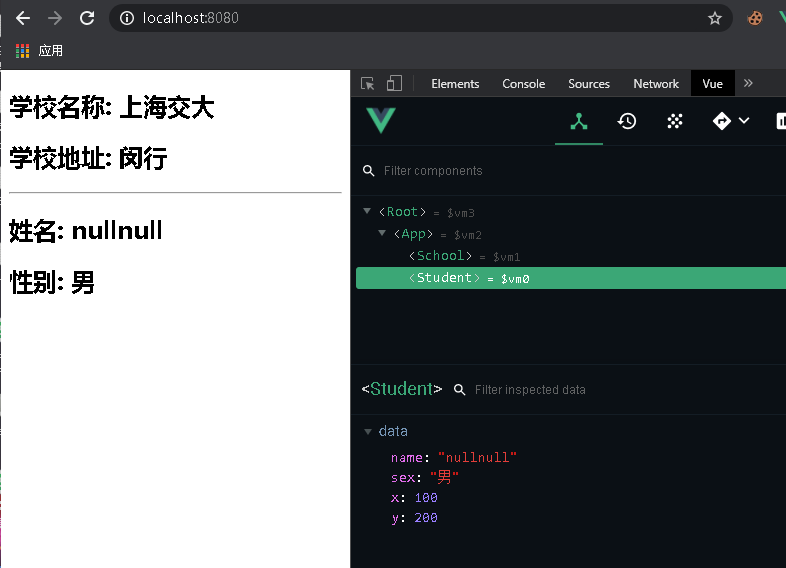 localhost:8080
应用
学校名称: 上海交大
学校地址: 闵行
姓名: nullnull
性别: 男
Elements Console Sources Network Vue »
Filter components
<Root> = $vm3
<App> = $vm2
<School> = $vm1
<Student> = $vm0
<Student> Filter inspected data
data
name: "nullnull"
sex: "男"
x: 100
y: 200